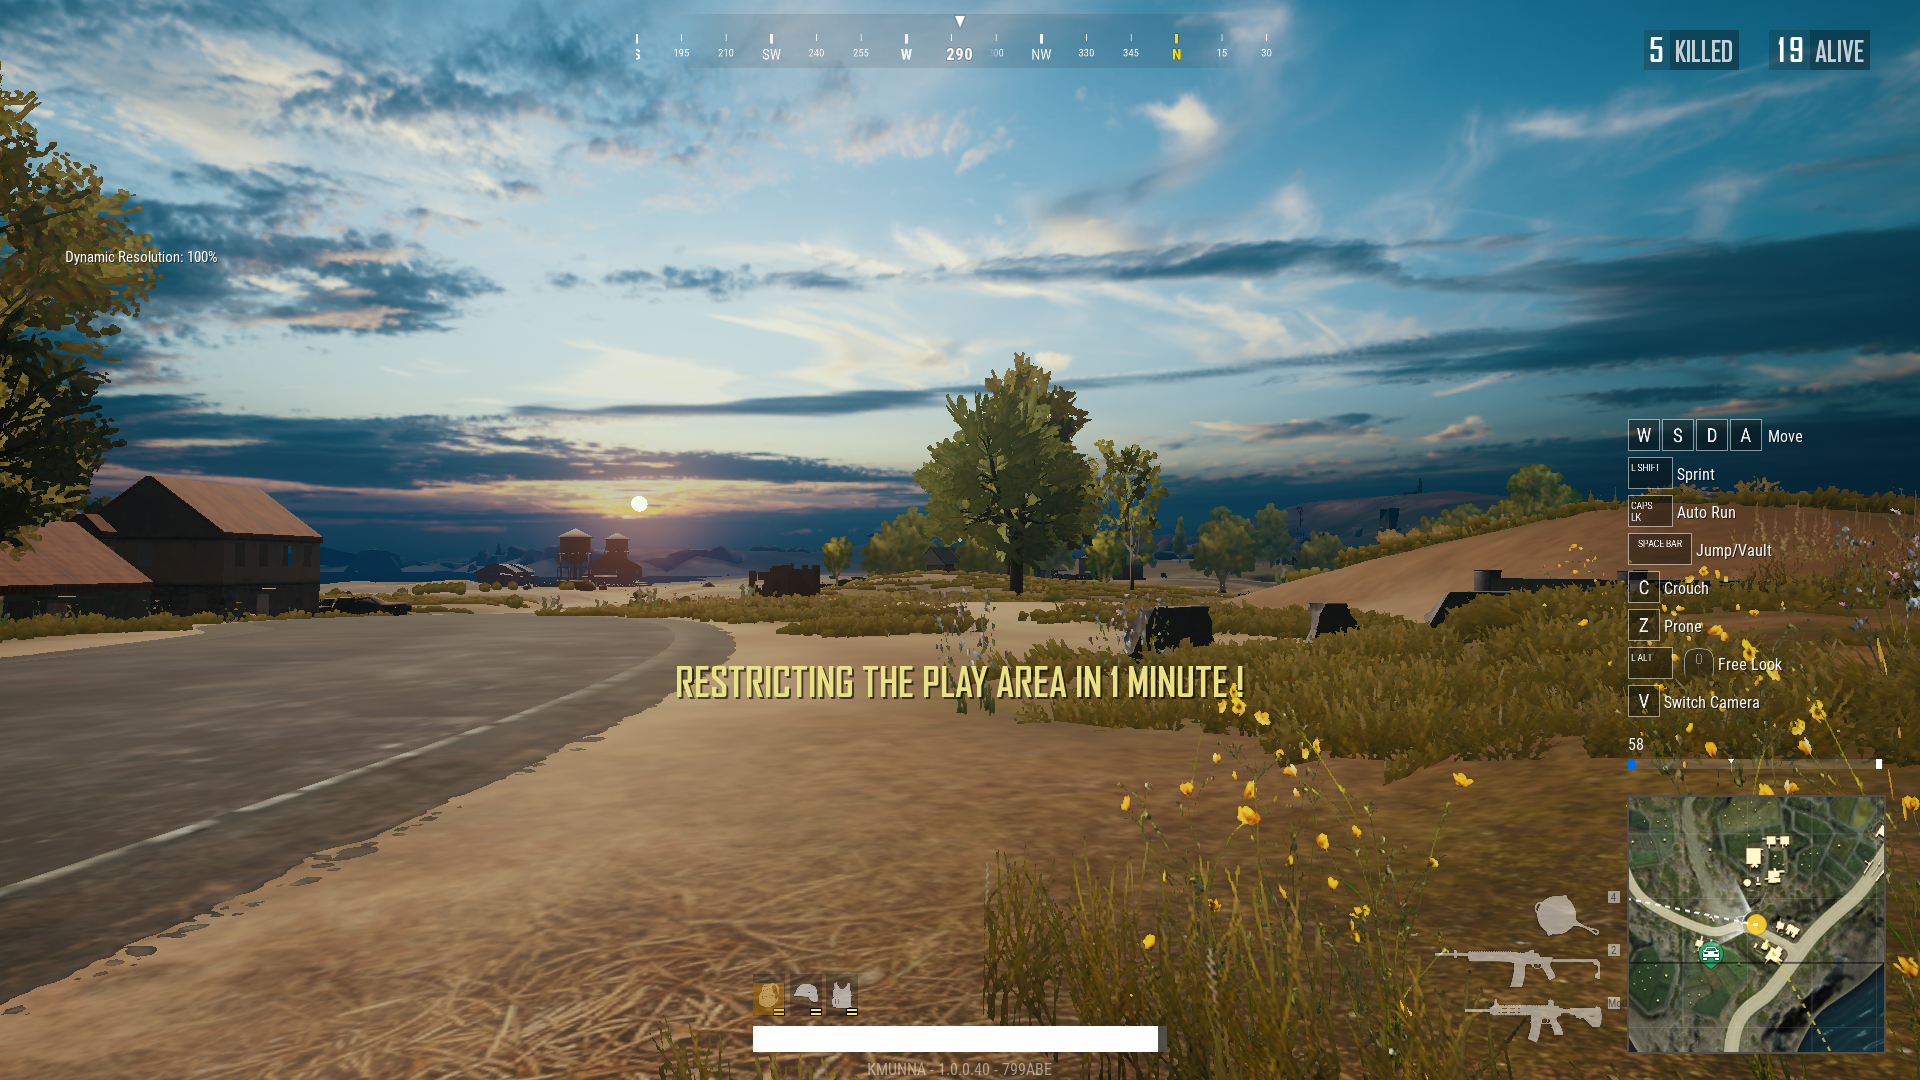 S 195 210 SW 240 255 W 290 300 NW 330 345 N 15 30
5 KILLED 19 ALIVE
Dynamic Resolution: 100%
W S D A Move
L SHIFT Sprint
CAPS LK Auto Run
SPACE BAR Jump/Vault
C Crouch
Z Prone
L ALT Free Look
V Switch Camera
RESTRICTING THE PLAY AREA IN 1 MINUTE !
58
4
2
KMUNNA - 1.0.0.40 - 799ABE